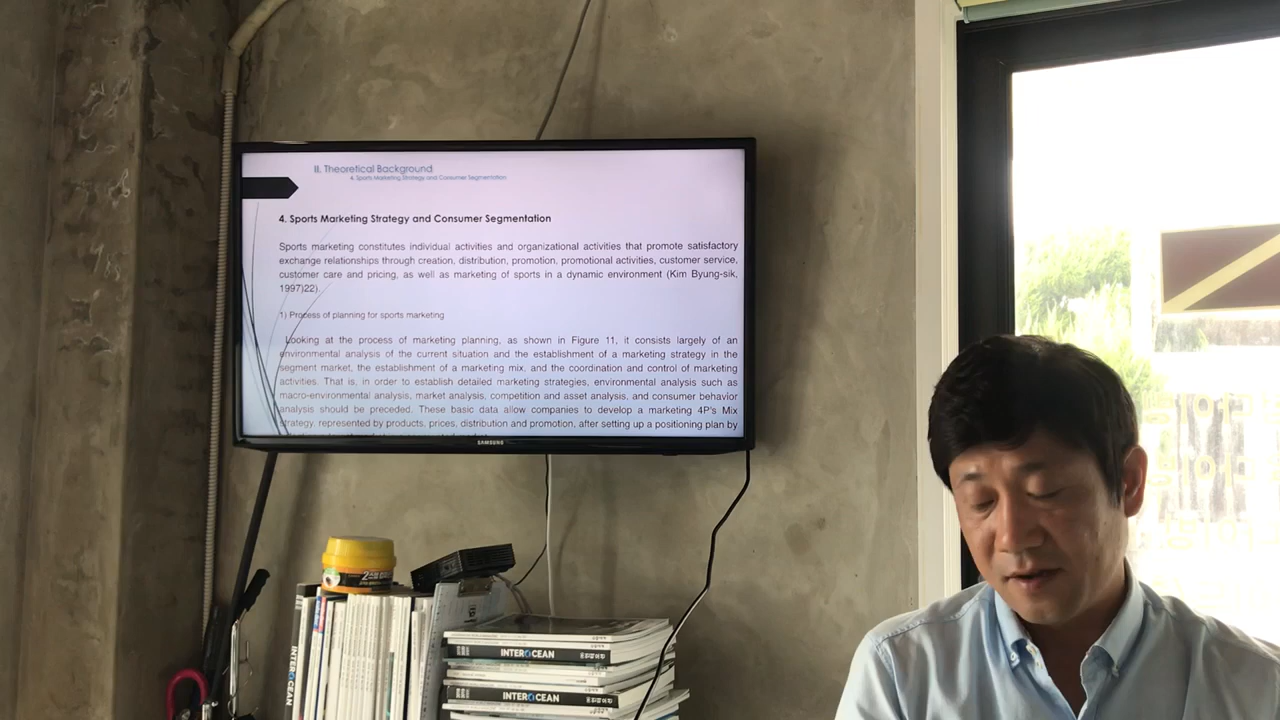 II. Theoretical Background
4. Sports Marketing Strategy and Consumer Segmentation
4. Sports Marketing Strategy and Consumer Segmentation
Sports marketing constitutes individual activities and organizational activities that promote satisfactory
exchange relationships through creation, distribution, promotion, promotional activities, customer service,
customer care and pricing, as well as marketing of sports in a dynamic environment (Kim Byung-sik,
1997)22).
1) Process of planning for sports marketing
Looking at the process of marketing planning, as shown in Figure 11, it consists largely of an
environmental analysis of the current situation and the establishment of a marketing strategy in the
segment market, the establishment of a marketing mix, and the coordination and control of marketing
activities. That is, in order to establish detailed marketing strategies, environmental analysis such as
macro-environmental analysis, market analysis, competition and asset analysis, and consumer behavior
analysis should be preceded. These basic data allow companies to develop a marketing 4P's Mix
strategy, represented by products, prices, distribution and promotion, after setting up a positioning plan by
SAMSUNG
INTEROCEAN
INTEROCEAN
INTEROCEAN